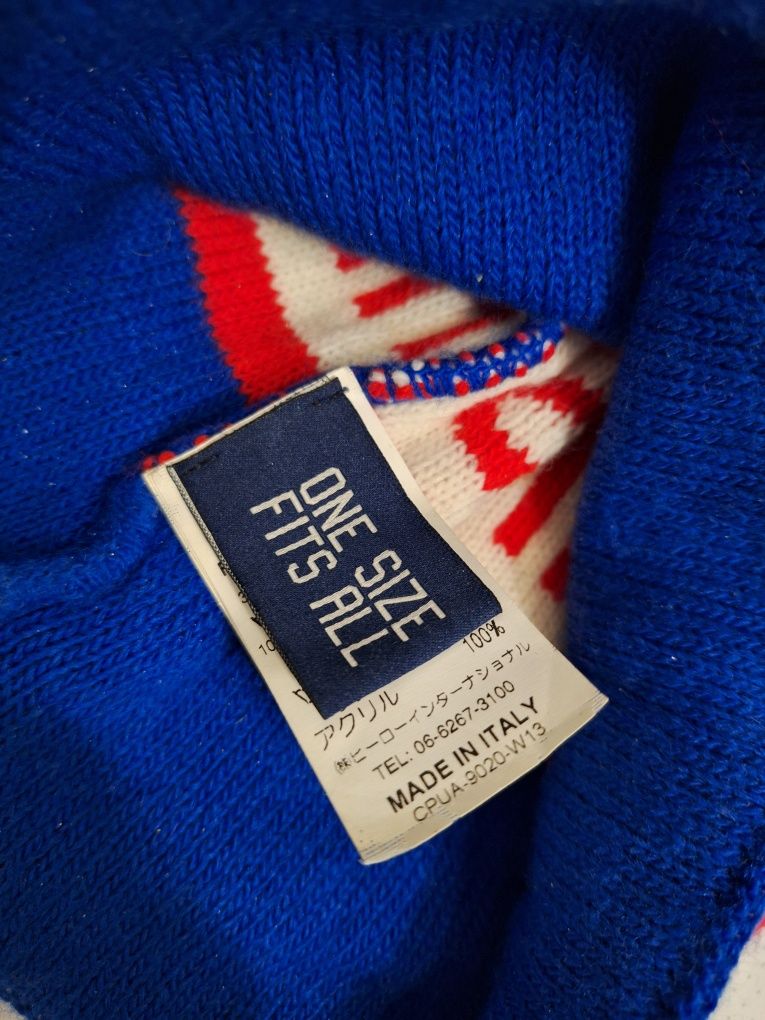 ONE SIZE
FITS ALL
アクリル 100%
㈱ヒーローインターナショナル
TEL: 06-6267-3100
MADE IN ITALY
CPUA-9020-W13